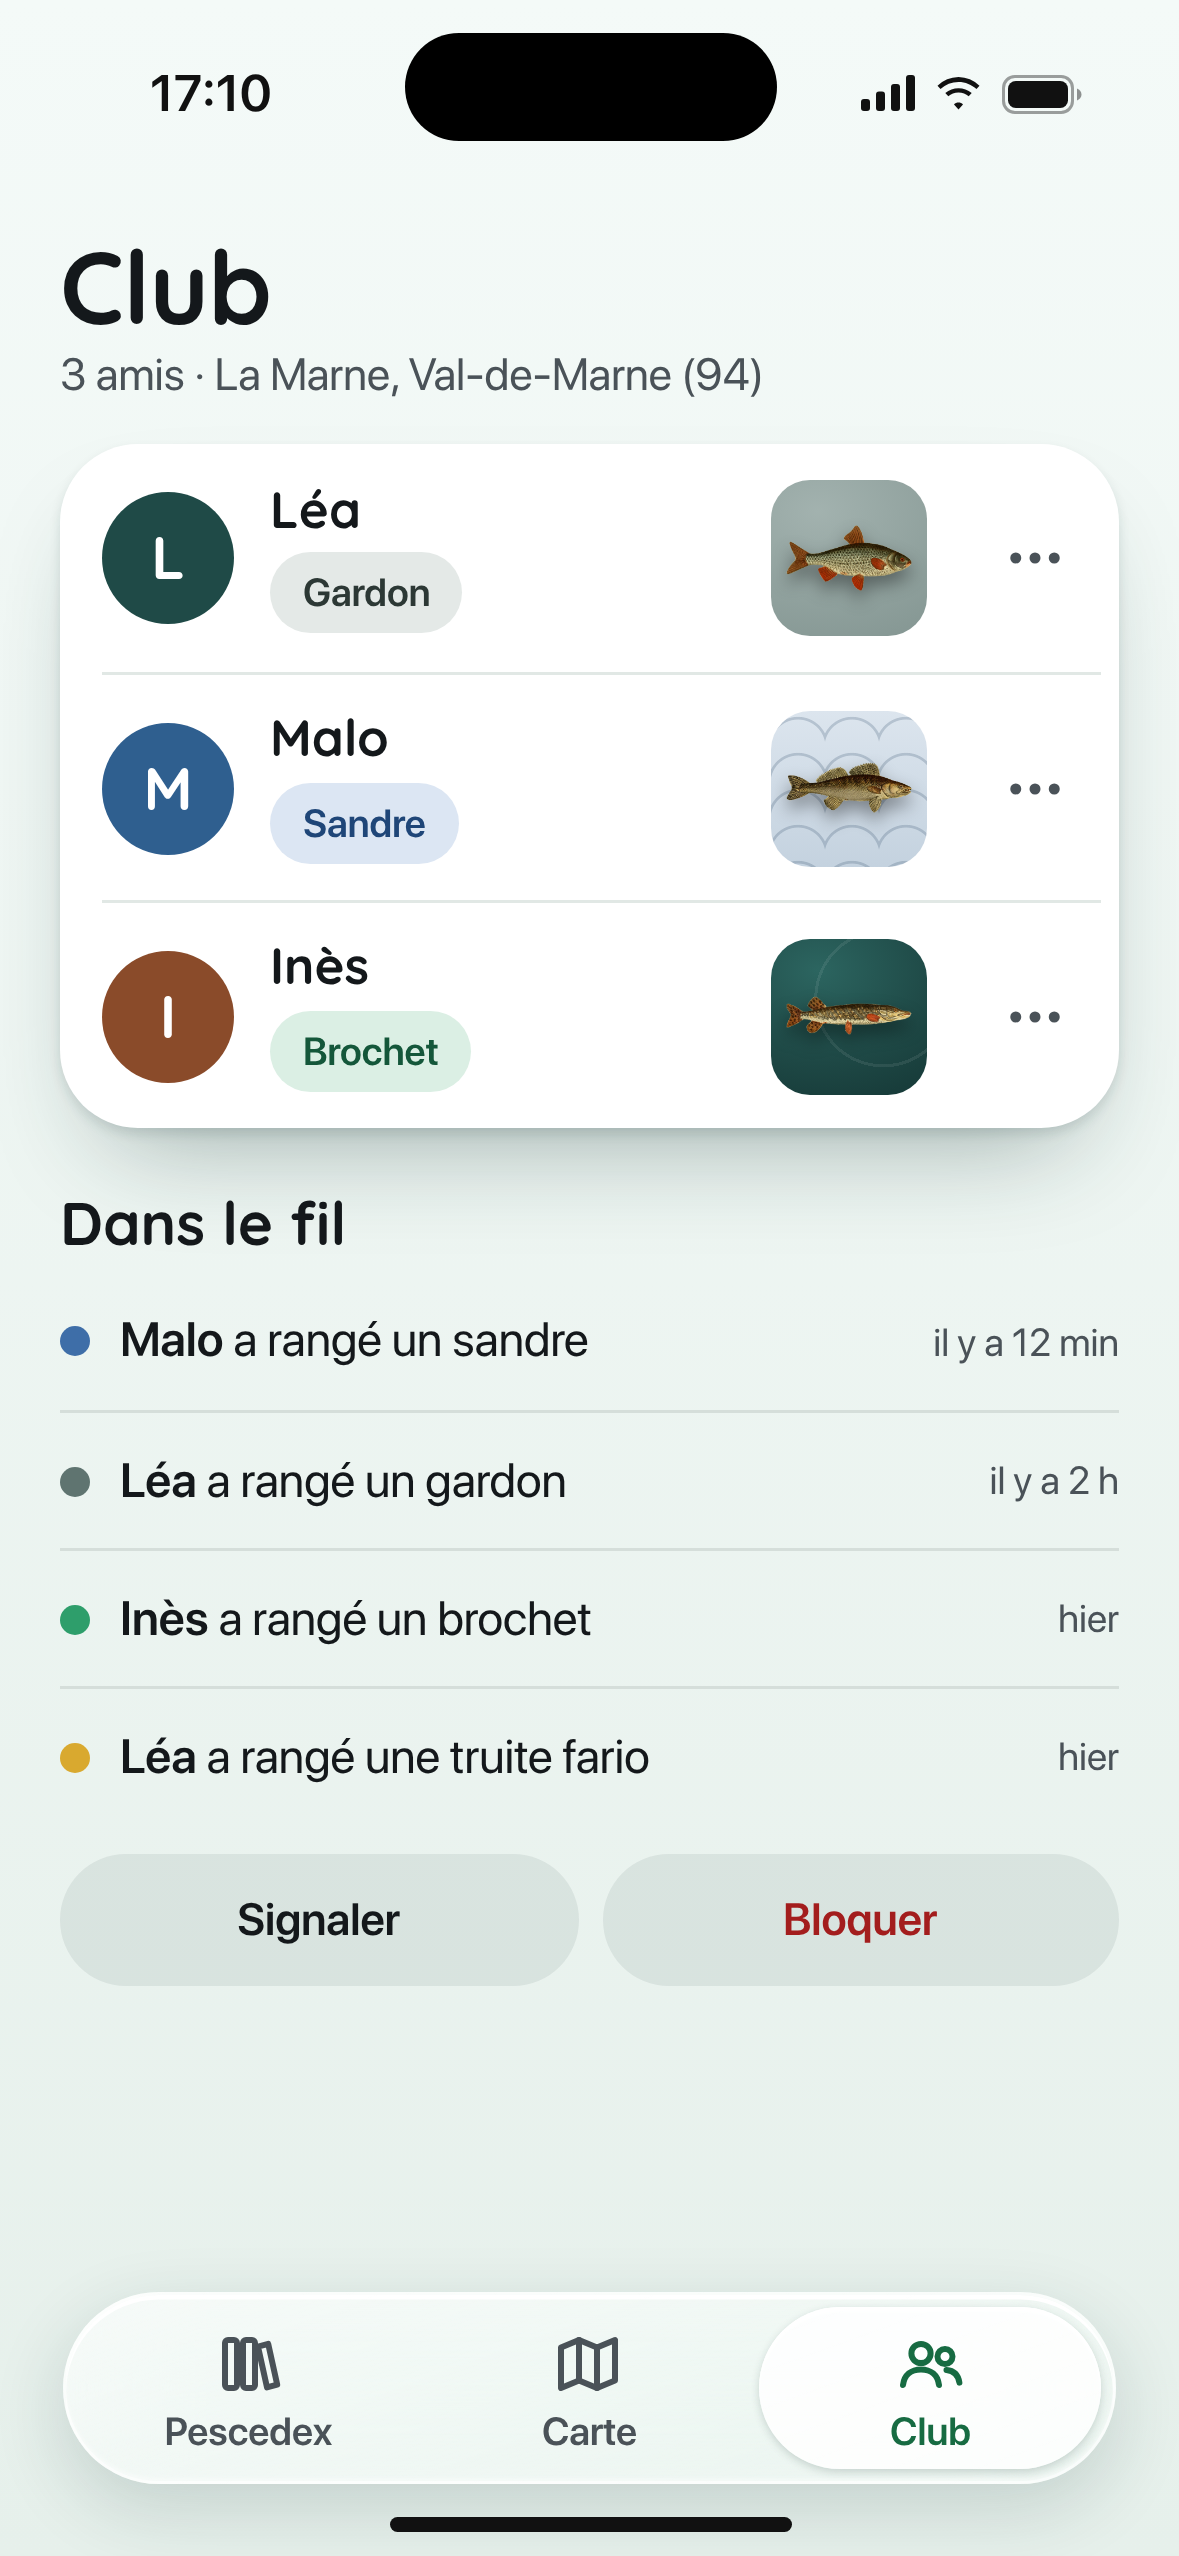 17:10
Club
3 amis · La Marne, Val-de-Marne (94)
L
Léa
Gardon
M
Malo
Sandre
I
Inès
Brochet
Dans le fil
Malo a rangé un sandre
il y a 12 min
Léa a rangé un gardon
il y a 2 h
Inès a rangé un brochet
hier
Léa a rangé une truite fario
hier
Signaler
Bloquer
Pescedex
Carte
Club